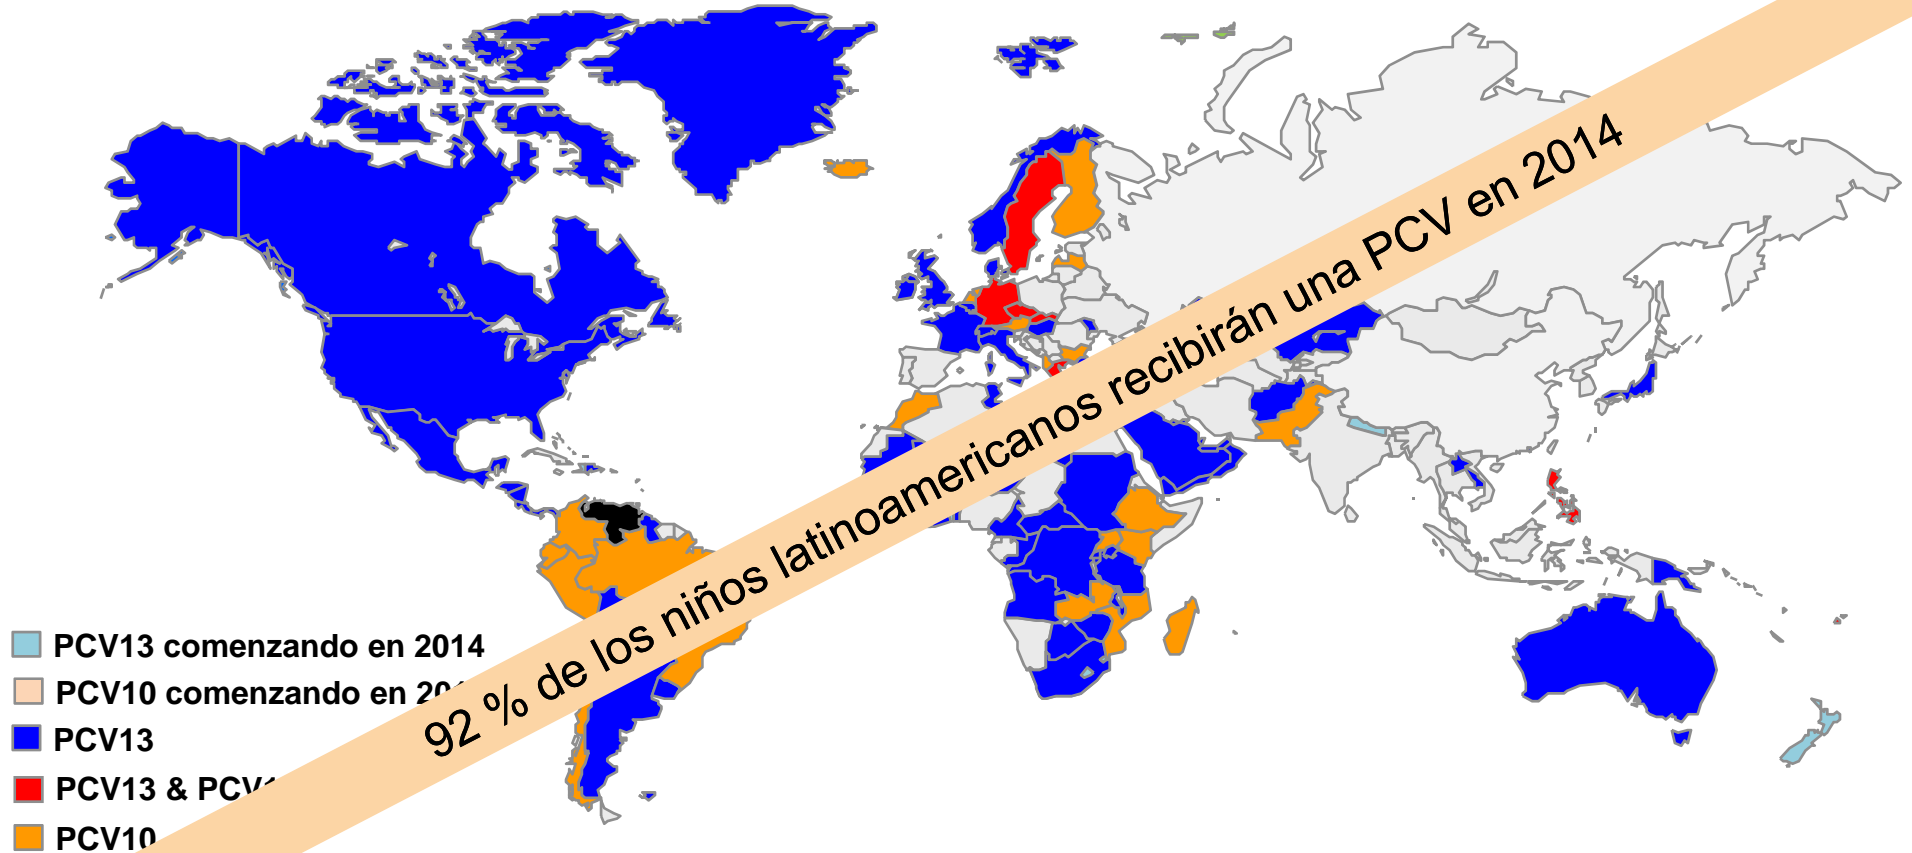 92 % de los niños latinoamericanos recibirán una PCV en 2014
PCV13 comenzando en 2014
PCV10 comenzando en
PCV13
PCV13 &
PCV10